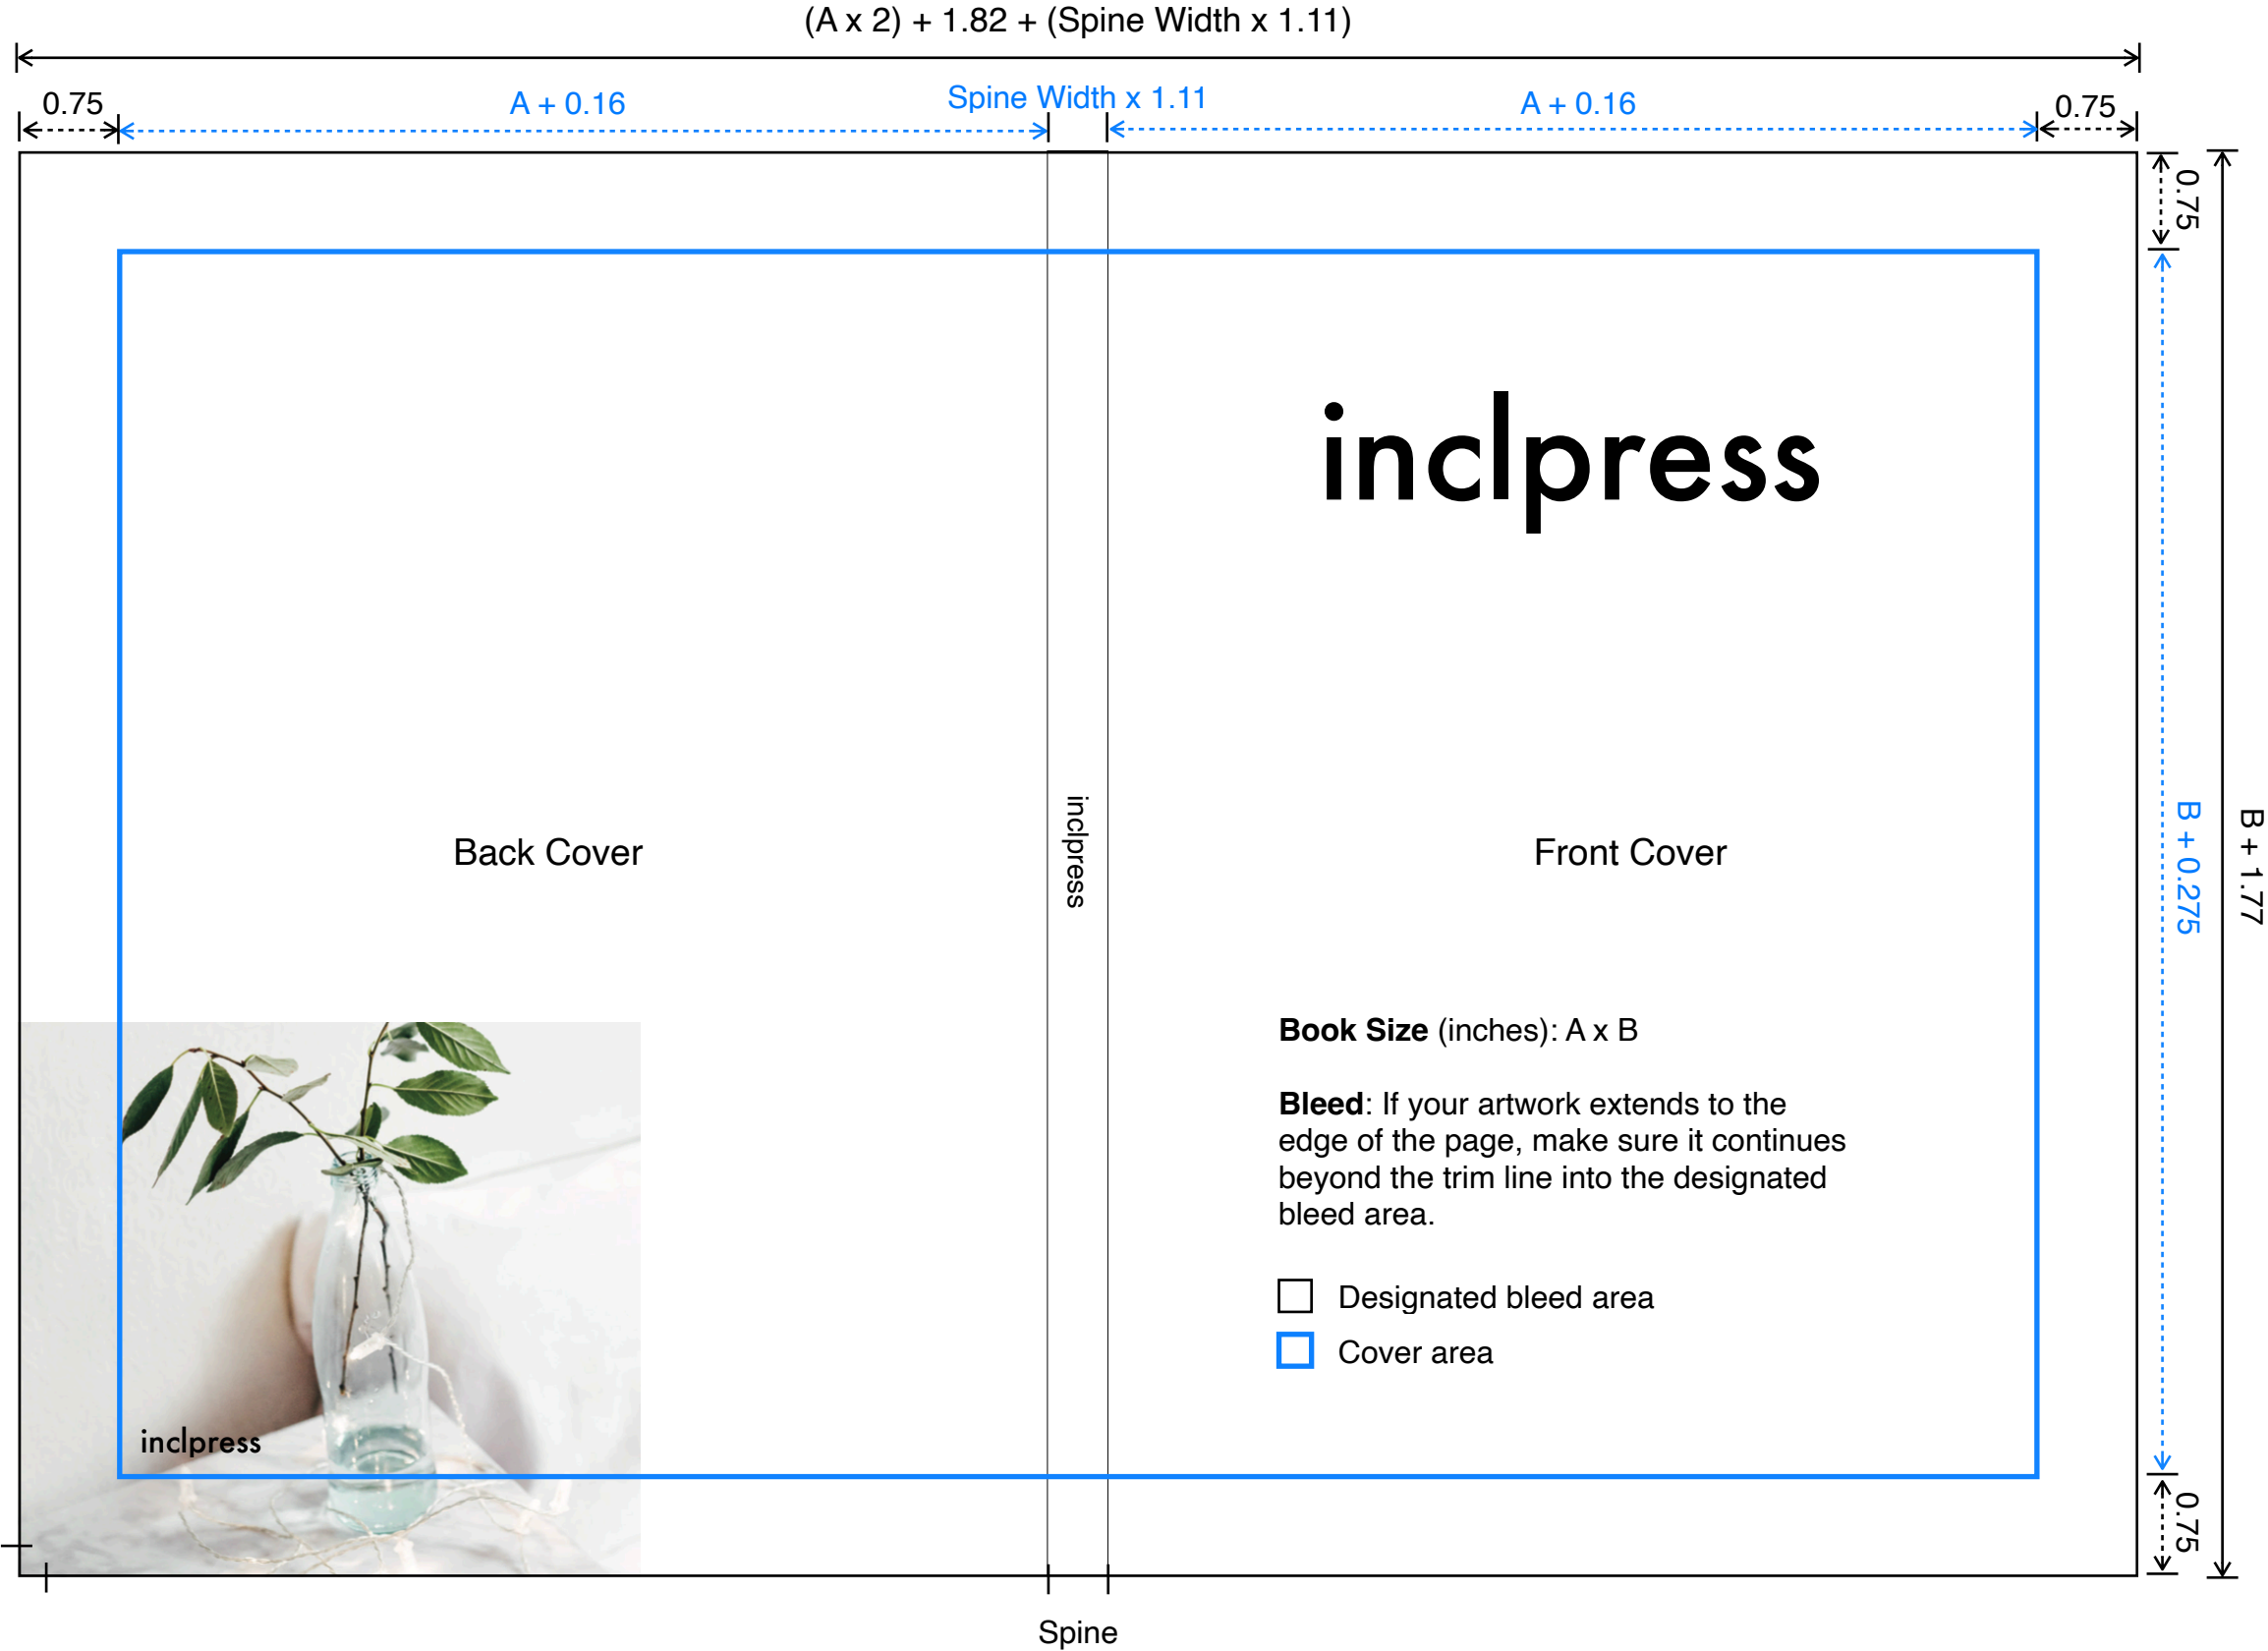 (A x 2) + 1.82 + (Spine Width x 1.11)
0.75
A + 0.16
Spine Width x 1.11
A + 0.16
0.75
0.75
inclpress
Back Cover
inclpress
Front Cover
B + 0.275
B + 1.77
Book Size (inches): A x B
Bleed: If your artwork extends to the
edge of the page, make sure it continues
beyond the trim line into the designated
bleed area.
Designated bleed area
Cover area
inclpress
0.75
Spine